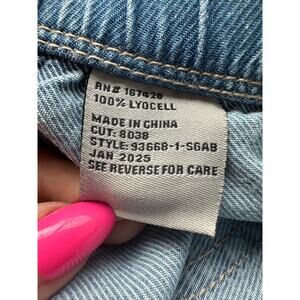 RN# 167426
100% LYOCELL
MADE IN CHINA
CUT: 8038
STYLE: 93668-1-SGAB
JAN 2025
SEE REVERSE FOR CARE